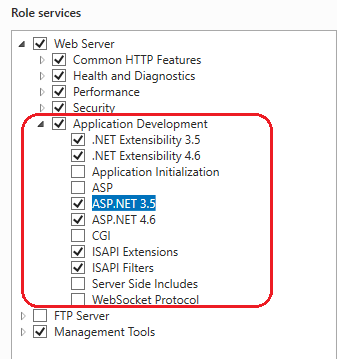 Role services
Web Server
Common HTTP Features
Health and Diagnostics
Performance
Security
Application Development
.NET Extensibility 3.5
.NET Extensibility 4.6
Application Initialization
ASP
ASP.NET 3.5
ASP.NET 4.6
CGI
ISAPI Extensions
ISAPI Filters
Server Side Includes
WebSocket Protocol
FTP Server
Management Tools